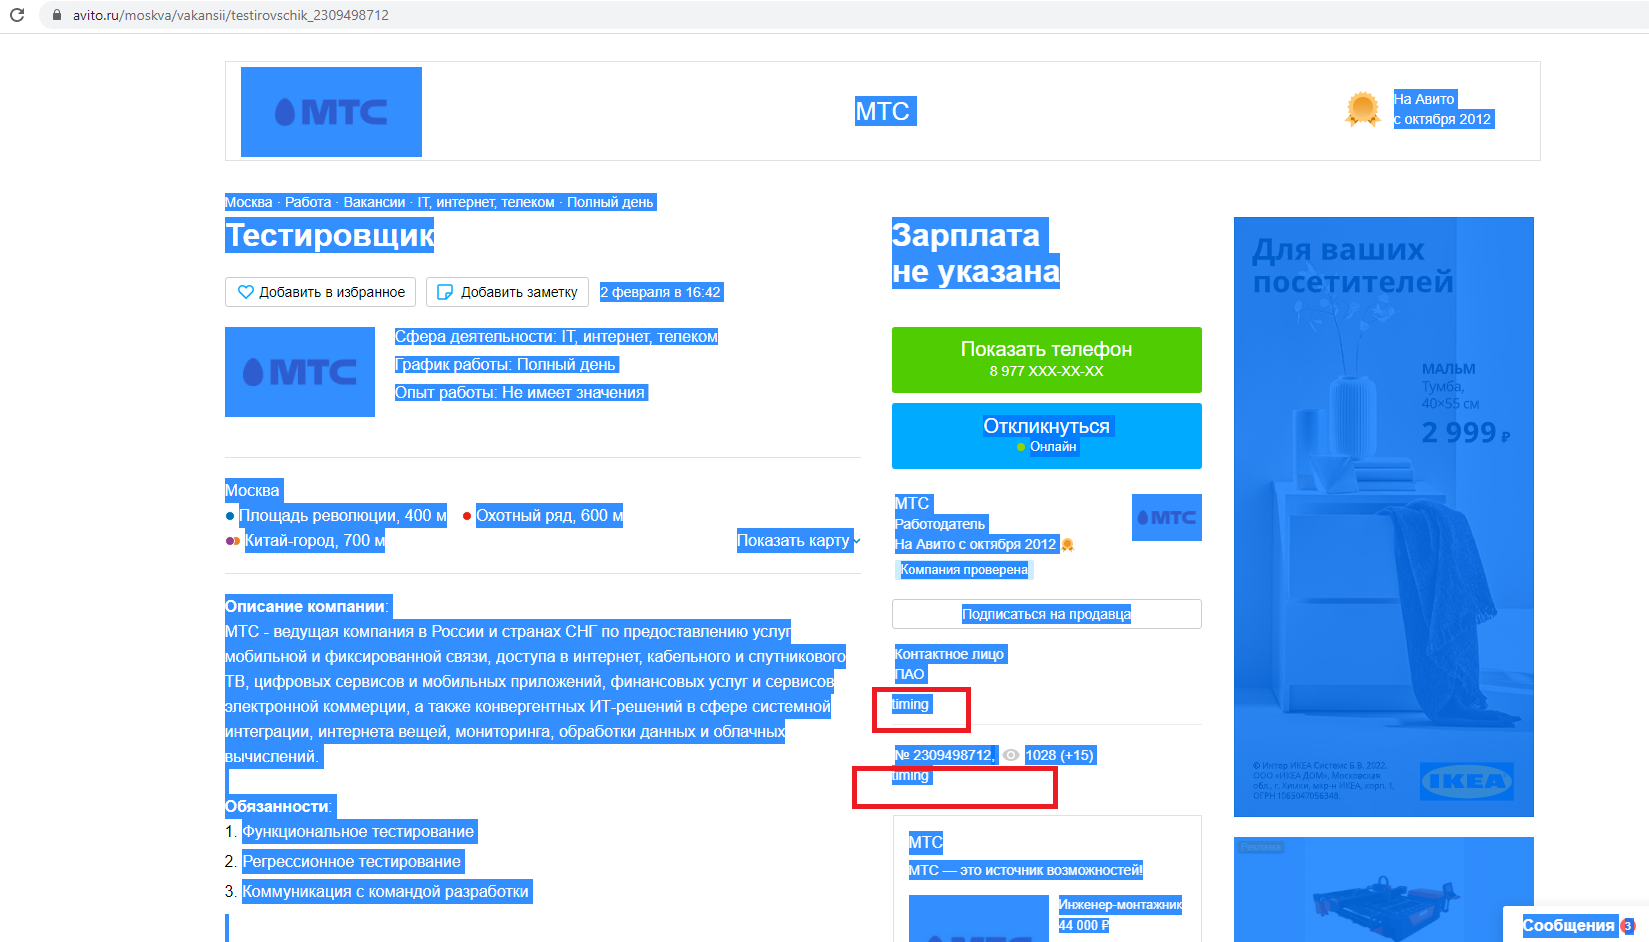 avito.ru/moskva/vakansii/testirovschik_2309498712
МТС
МТС
На Авито
с октября 2012
Москва · Работа · Вакансии · IT, интернет, телеком · Полный день
Тестировщик
Добавить в избранное
Добавить заметку
2 февраля в 16:42
МТС
Сфера деятельности: IT, интернет, телеком
График работы: Полный день
Опыт работы: Не имеет значения
Москва
Площадь революции, 400 м
Охотный ряд, 600 м
Китай-город, 700 м
Показать карту
Описание компании:
МТС - ведущая компания в России и странах СНГ по предоставлению услуг
мобильной и фиксированной связи, доступа в интернет, кабельного и спутникового
ТВ, цифровых сервисов и мобильных приложений, финансовых услуг и сервисов
электронной коммерции, а также конвергентных ИТ-решений в сфере системной
интеграции, интернета вещей, мониторинга, обработки данных и облачных
вычислений.
Обязанности:
1. Функциональное тестирование
2. Регрессионное тестирование
3. Коммуникация с командой разработки
Зарплата
не указана
Показать телефон
8 977 XXX-XX-XX
Откликнуться
Онлайн
МТС
Работодатель
На Авито с октября 2012
Компания проверена
МТС
Подписаться на продавца
Контактное лицо
ПАО
timing
№ 2309498712, 1028 (+15)
timing
МТС
МТС — это источник возможностей!
Инженер-монтажник
44 000 ₽
Для ваших
посетителей
МАЛЬМ
Тумба,
40×55 см
2 999 ₽
© Интер ИКЕА Системс Б.В. 2022.
ООО «ИКЕА ДОМ», Московская
обл., г. Химки, мкр-н ИКЕА, корп. 1,
ОГРН 1065047056348.
IKEA
Реклама
Сообщения 3